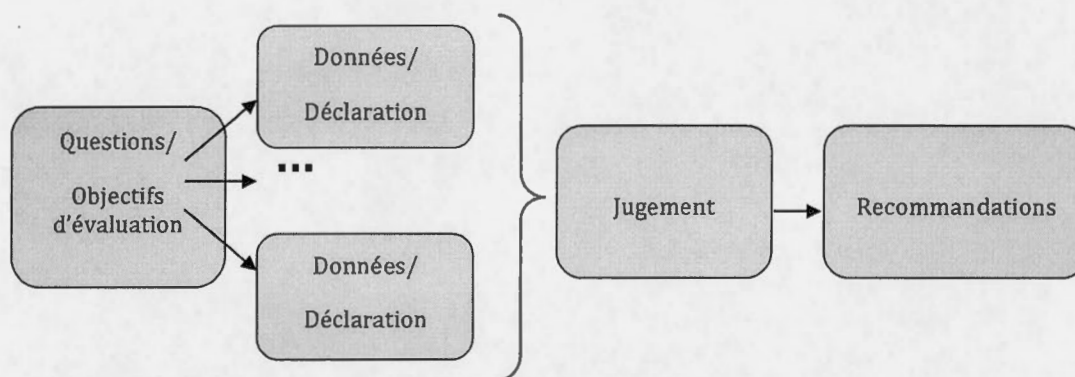 Questions/
Objectifs
d'évaluation
Données/
Déclaration
...
Données/
Déclaration
Jugement
Recommandations